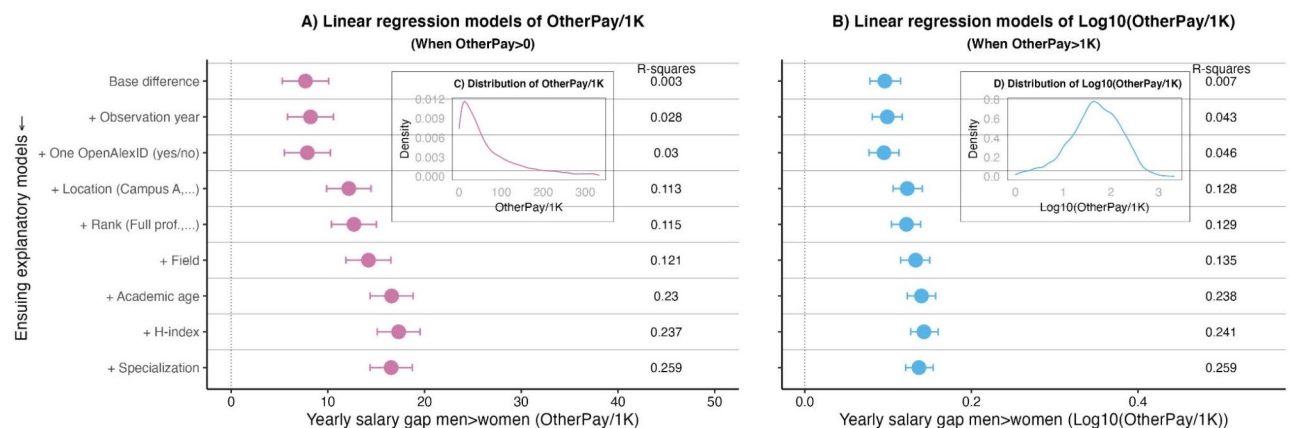 A) Linear regression models of OtherPay/1K
(When OtherPay>0)
Ensuing explanatory models ←
Base difference
+ Observation year
+ One OpenAlexID (yes/no)
+ Location (Campus A,...)
+ Rank (Full prof.,...)
+ Field
+ Academic age
+ H-index
+ Specialization
R-squares
0.003
0.028
0.03
0.113
0.115
0.121
0.23
0.237
0.259
C) Distribution of OtherPay/1K
Density
0.012
0.009
0.006
0.003
0.000
0 100 200 300
OtherPay/1K
0 10 20 30 40 50
Yearly salary gap men>women (OtherPay/1K)
B) Linear regression models of Log10(OtherPay/1K)
(When OtherPay>1K)
R-squares
0.007
0.043
0.046
0.128
0.129
0.135
0.238
0.241
0.259
D) Distribution of Log10(OtherPay/1K)
Density
0.8
0.6
0.4
0.2
0.0
0 1 2 3
Log10(OtherPay/1K)
0.0 0.2 0.4
Yearly salary gap men>women (Log10(OtherPay/1K))